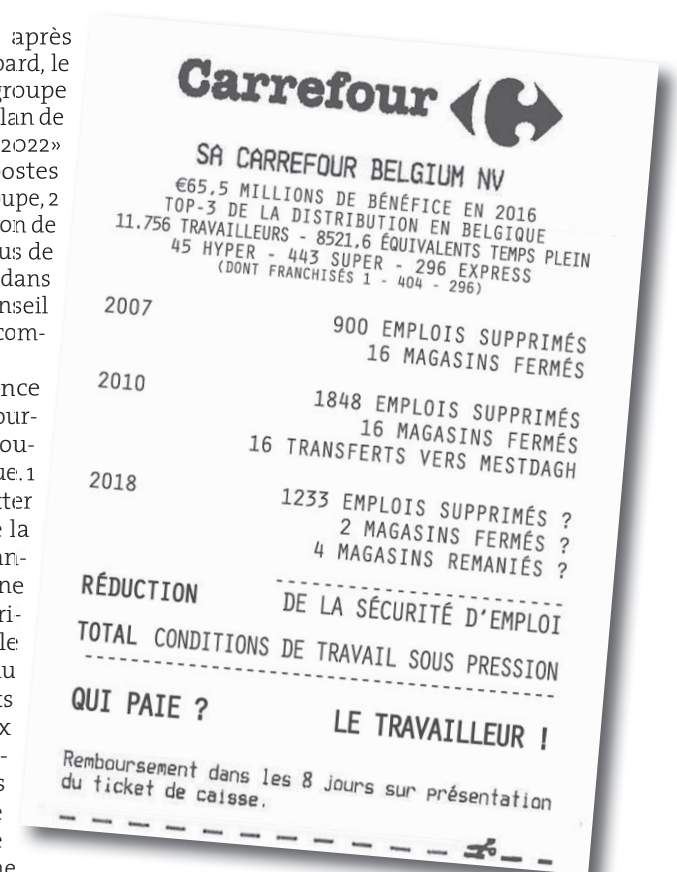 après
pard, le
groupe
lan de
2022»
postes
upe, 2
on de
us de
dans
nseil
com-
nce
our-
ou-
ue. 1
tter
e la
an-
ne
ri-
le
u
ts
x
-
s
e
e
ne
Carrefour
SA CARREFOUR BELGIUM NV
€65,5 MILLIONS DE BÉNÉFICE EN 2016
TOP-3 DE LA DISTRIBUTION EN BELGIQUE
11.756 TRAVAILLEURS - 8521,6 ÉQUIVALENTS TEMPS PLEIN
45 HYPER - 443 SUPER - 296 EXPRESS
(DONT FRANCHISÉS 1 - 404 - 296)
2007
900 EMPLOIS SUPPRIMÉS
16 MAGASINS FERMÉS
2010
1848 EMPLOIS SUPPRIMÉS
16 MAGASINS FERMÉS
16 TRANSFERTS VERS MESTDAGH
2018
1233 EMPLOIS SUPPRIMÉS ?
2 MAGASINS FERMÉS ?
4 MAGASINS REMANIÉS ?
RÉDUCTION DE LA SÉCURITÉ D'EMPLOI
TOTAL CONDITIONS DE TRAVAIL SOUS PRESSION
QUI PAIE ? LE TRAVAILLEUR !
Remboursement dans les 8 jours sur présentation
du ticket de caisse.